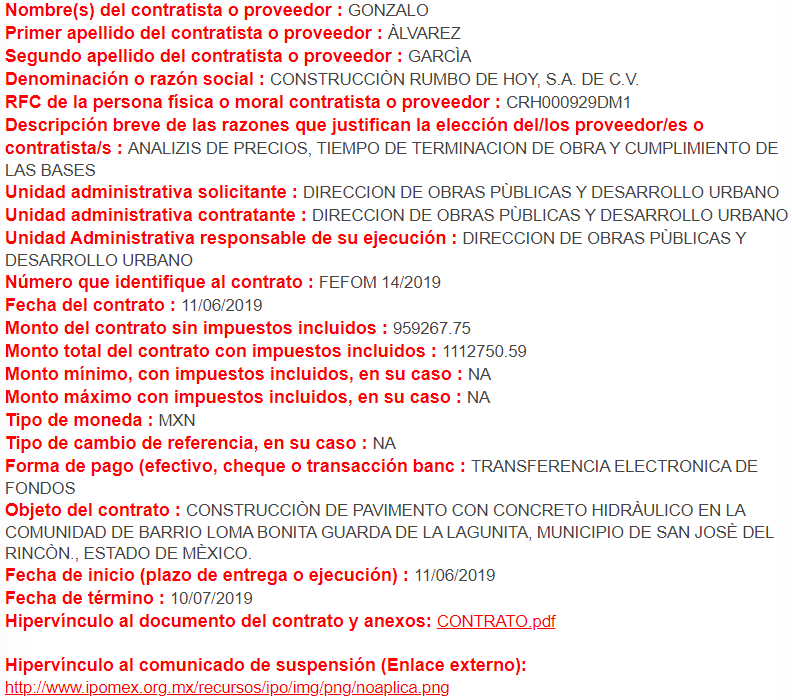 Nombre(s) del contratista o proveedor : GONZALO
Primer apellido del contratista o proveedor : ÀLVAREZ
Segundo apellido del contratista o proveedor : GARCÌA
Denominación o razón social : CONSTRUCCIÒN RUMBO DE HOY, S.A. DE C.V.
RFC de la persona física o moral contratista o proveedor : CRH000929DM1
Descripción breve de las razones que justifican la elección del/los proveedor/es o
contratista/s : ANALIZIS DE PRECIOS, TIEMPO DE TERMINACION DE OBRA Y CUMPLIMIENTO DE
LAS BASES
Unidad administrativa solicitante : DIRECCION DE OBRAS PÙBLICAS Y DESARROLLO URBANO
Unidad administrativa contratante : DIRECCION DE OBRAS PÙBLICAS Y DESARROLLO URBANO
Unidad Administrativa responsable de su ejecución : DIRECCION DE OBRAS PÙBLICAS Y
DESARROLLO URBANO
Número que identifique al contrato : FEFOM 14/2019
Fecha del contrato : 11/06/2019
Monto del contrato sin impuestos incluidos : 959267.75
Monto total del contrato con impuestos incluidos : 1112750.59
Monto mínimo, con impuestos incluidos, en su caso : NA
Monto máximo con impuestos incluidos, en su caso : NA
Tipo de moneda : MXN
Tipo de cambio de referencia, en su caso : NA
Forma de pago (efectivo, cheque o transacción banc : TRANSFERENCIA ELECTRONICA DE
FONDOS
Objeto del contrato : CONSTRUCCIÒN DE PAVIMENTO CON CONCRETO HIDRÀULICO EN LA
COMUNIDAD DE BARRIO LOMA BONITA GUARDA DE LA LAGUNITA, MUNICIPIO DE SAN JOSÈ DEL
RINCÒN., ESTADO DE MÈXICO.
Fecha de inicio (plazo de entrega o ejecución) : 11/06/2019
Fecha de término : 10/07/2019
Hipervínculo al documento del contrato y anexos: CONTRATO.pdf
Hipervínculo al comunicado de suspensión (Enlace externo):
http://www.ipomex.org.mx/recursos/ipo/img/png/noaplica.png